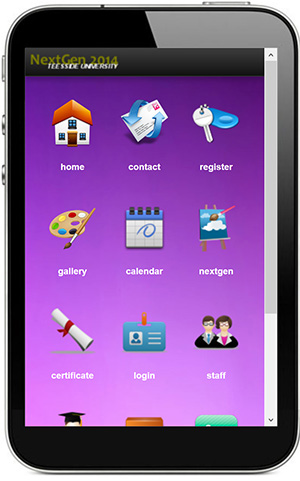 NextGen 2014
TEESSIDE UNIVERSITY
home contact register
gallery calendar nextgen
certificate login staff